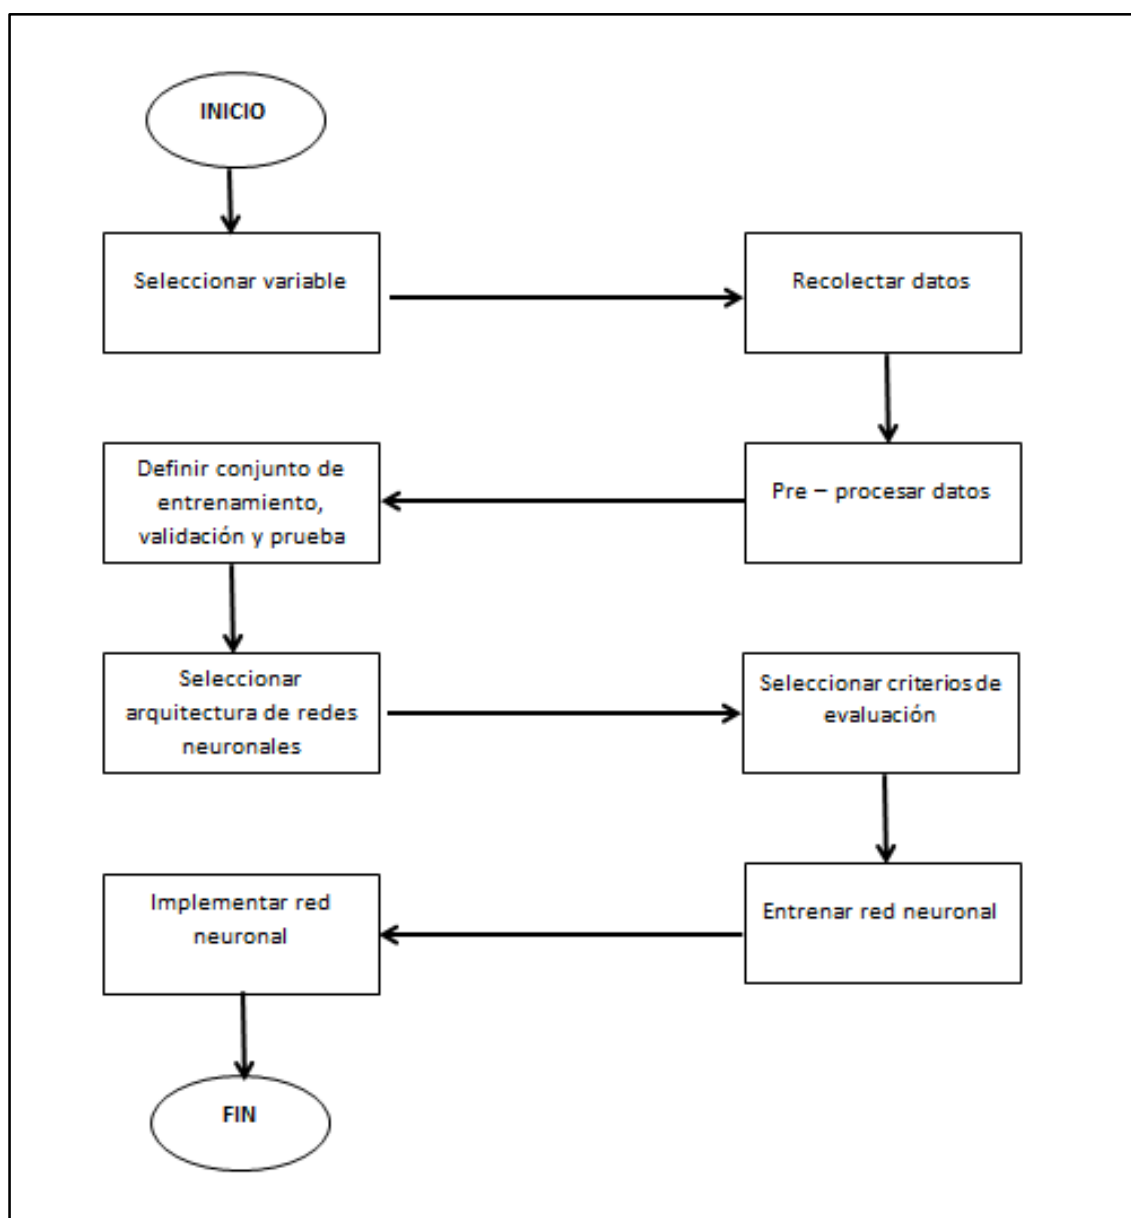 INICIO
Seleccionar variable
Recolectar datos
Pre – procesar datos
Definir conjunto de
entrenamiento,
validación y prueba
Seleccionar
arquitectura de redes
neuronales
Seleccionar criterios de
evaluación
Entrenar red neuronal
Implementar red
neuronal
FIN